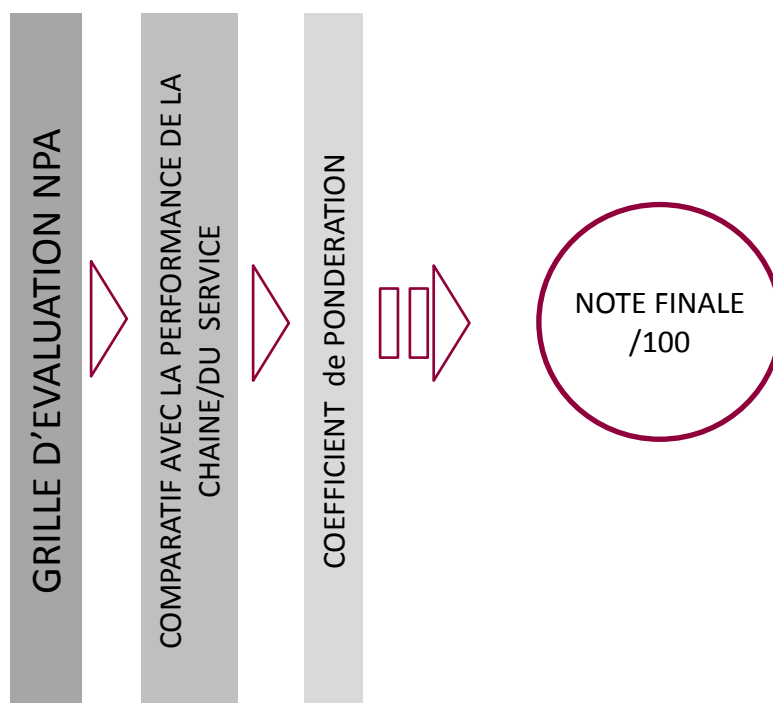 GRILLE D’EVALUATION NPA
COMPARATIF AVEC LA PERFORMANCE DE LA
CHAINE/DU SERVICE
COEFFICIENT de PONDERATION
NOTE FINALE
/100